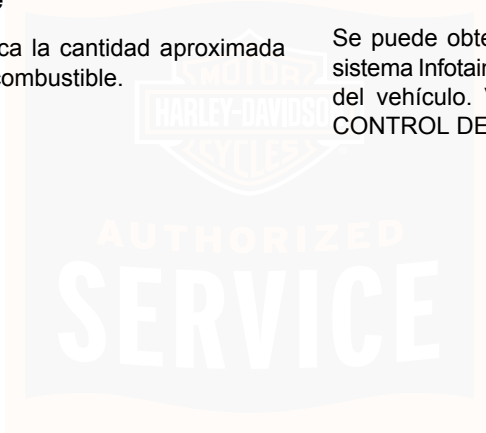 ca la cantidad aproximada
combustible.
Se puede obte
sistema Infotain
del vehículo.
CONTROL DE
MOTOR
HARLEY-DAVIDSON
CYCLES
AUTHORIZED
SERVICE